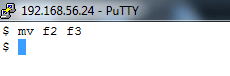 192.168.56.24 - PuTTY
$ mv f2 f3
$